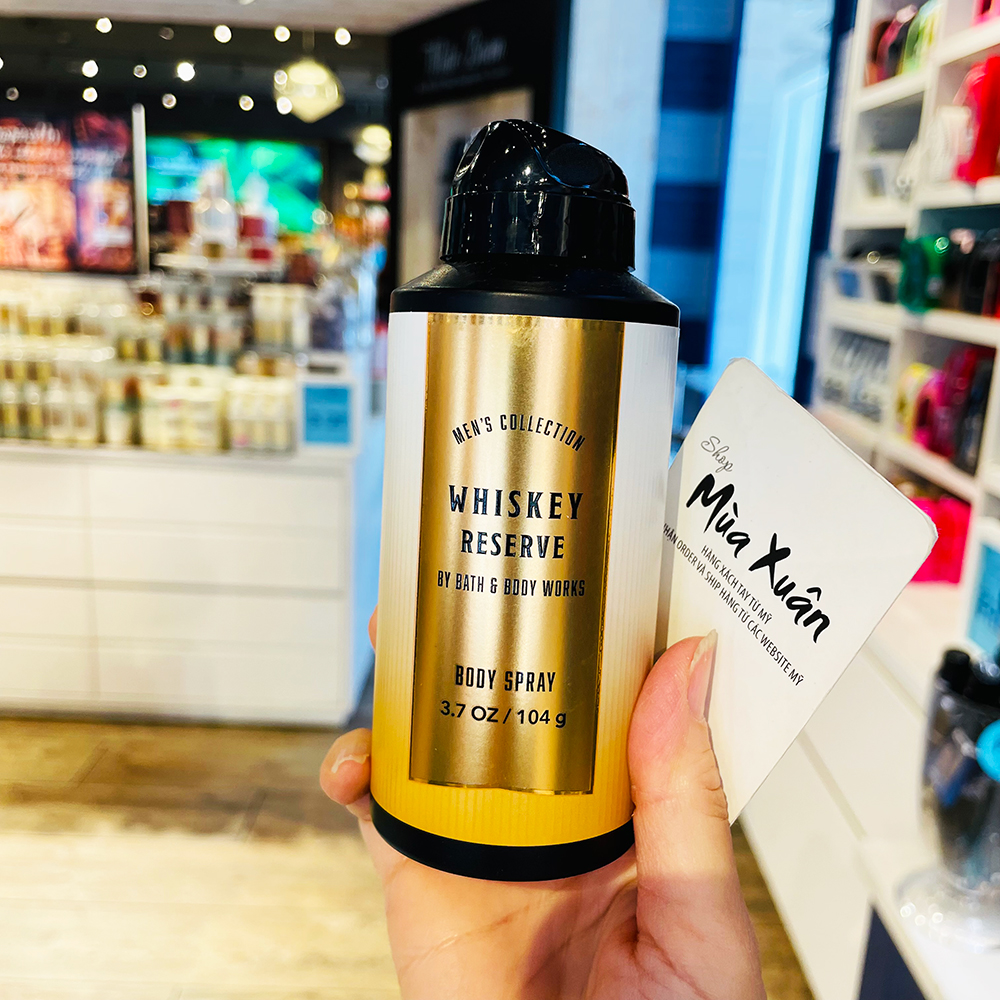 MEN'S COLLECTION
WHISKEY
RESERVE
BY BATH & BODY WORKS
BODY SPRAY
3.7 OZ / 104 g
Shop
Mùa Xuân
HÀNG XÁCH TAY TỪ MỸ
NHẬN ORDER VÀ SHIP HÀNG TỪ CÁC WEBSITE MỸ